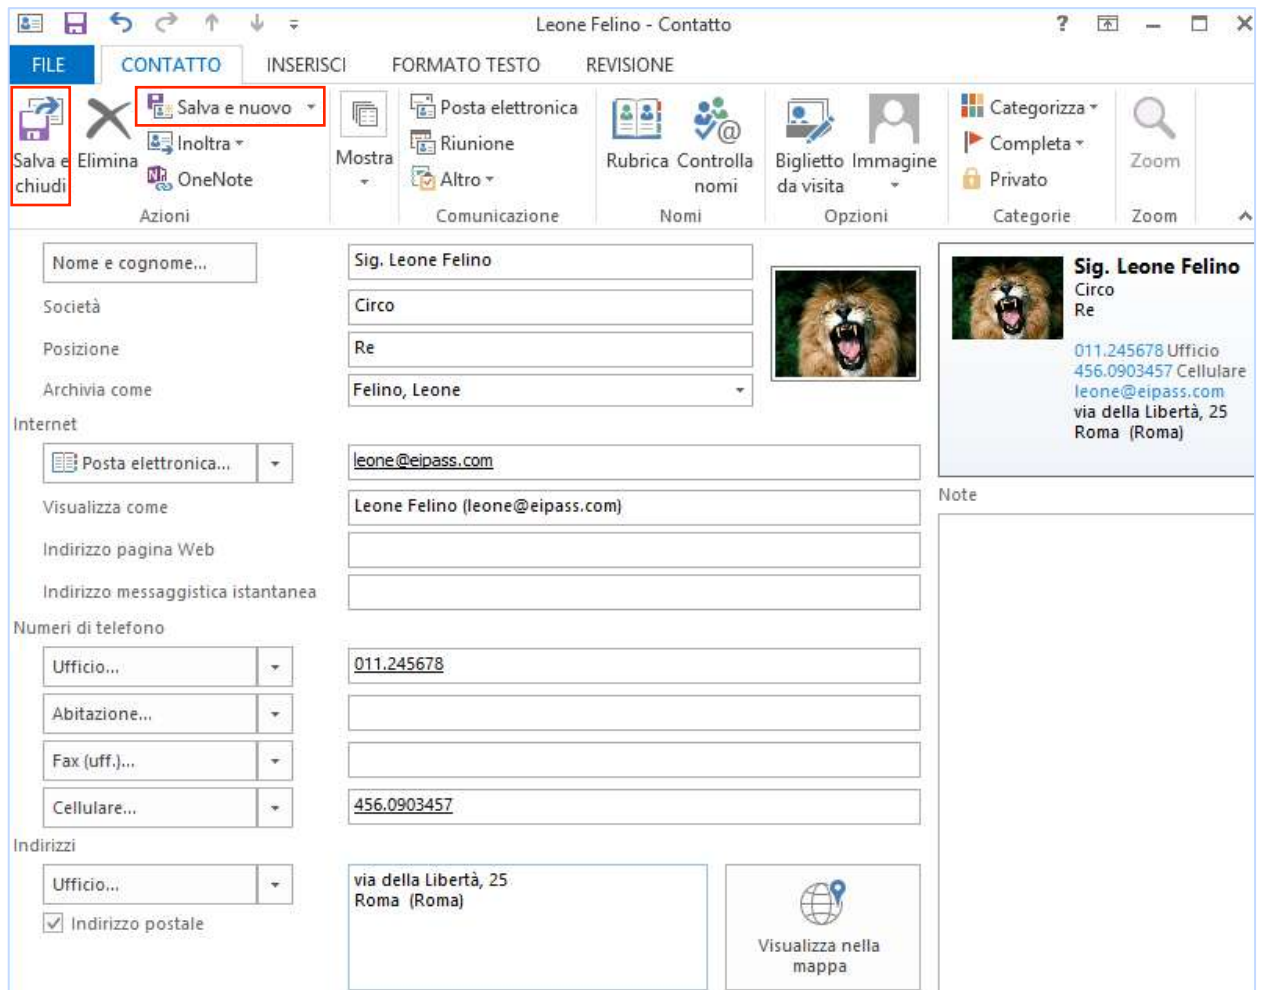 Leone Felino - Contatto
?
FILE CONTATTO INSERISCI FORMATO TESTO REVISIONE
Salva e chiudi
Elimina
Salva e nuovo
Inoltra
OneNote
Azioni
Mostra
Posta elettronica
Riunione
Altro
Comunicazione
Rubrica
Controlla nomi
Nomi
Biglietto da visita
Immagine
Opzioni
Categorizza
Completa
Privato
Categorie
Zoom
Zoom
Nome e cognome... Sig. Leone Felino
Società Circo
Posizione Re
Archivia come Felino, Leone
Internet
Posta elettronica... leone@eipass.com
Visualizza come Leone Felino (leone@eipass.com)
Indirizzo pagina Web
Indirizzo messaggistica istantanea
Numeri di telefono
Ufficio... 011.245678
Abitazione...
Fax (uff.)...
Cellulare... 456.0903457
Indirizzi
Ufficio... via della Libertà, 25
Roma (Roma)
Indirizzo postale
Visualizza nella
mappa
Sig. Leone Felino
Circo
Re
011.245678 Ufficio
456.0903457 Cellulare
leone@eipass.com
via della Libertà, 25
Roma (Roma)
Note